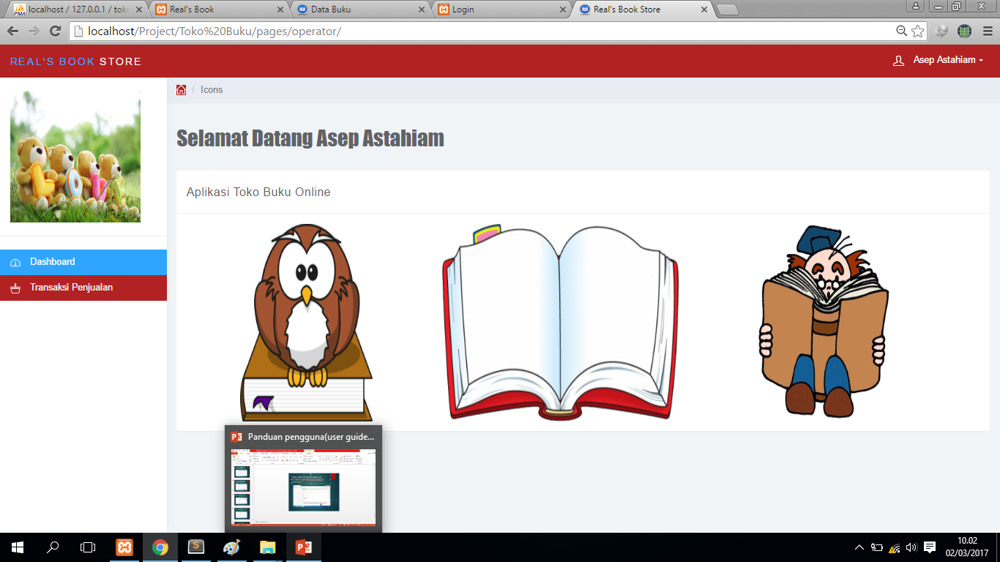 localhost / 127.0.0.1 / toko
Real's Book
Data Buku
Login
Real's Book Store
localhost/Project/Toko%20Buku/pages/operator/
REAL'S BOOK STORE
Asep Astahiam
/ Icons
Selamat Datang Asep Astahiam
Aplikasi Toko Buku Online
Dashboard
Transaksi Penjualan
Panduan pengguna(user guide...
10.02
02/03/2017